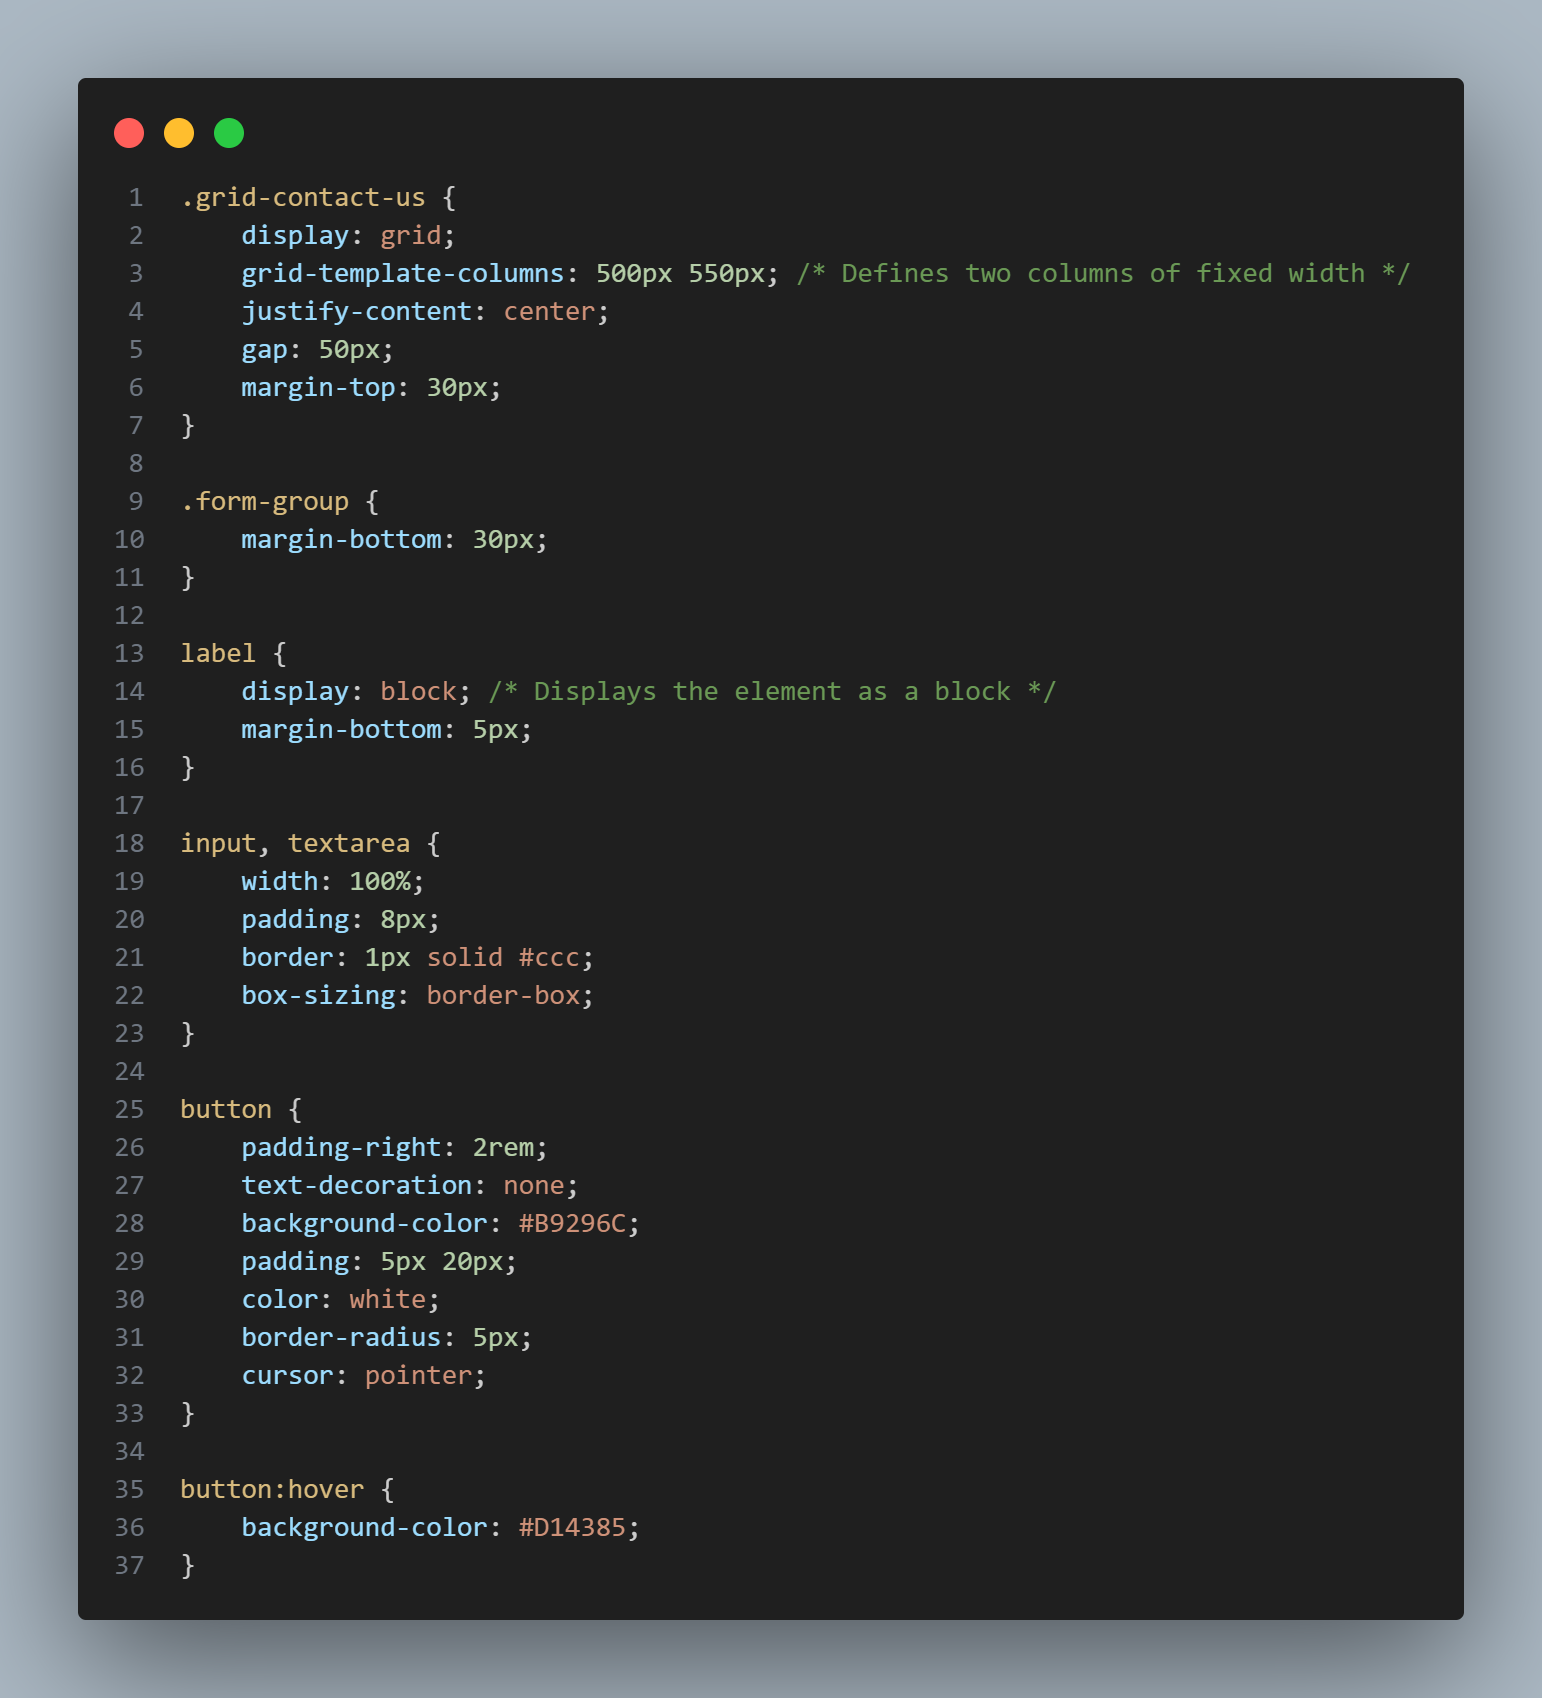 1 .grid-contact-us {
2     display: grid;
3     grid-template-columns: 500px 550px; /* Defines two columns of fixed width */
4     justify-content: center;
5     gap: 50px;
6     margin-top: 30px;
7 }
8
9 .form-group {
10     margin-bottom: 30px;
11 }
12
13 label {
14     display: block; /* Displays the element as a block */
15     margin-bottom: 5px;
16 }
17
18 input, textarea {
19     width: 100%;
20     padding: 8px;
21     border: 1px solid #ccc;
22     box-sizing: border-box;
23 }
24
25 button {
26     padding-right: 2rem;
27     text-decoration: none;
28     background-color: #B9296C;
29     padding: 5px 20px;
30     color: white;
31     border-radius: 5px;
32     cursor: pointer;
33 }
34
35 button:hover {
36     background-color: #D14385;
37 }